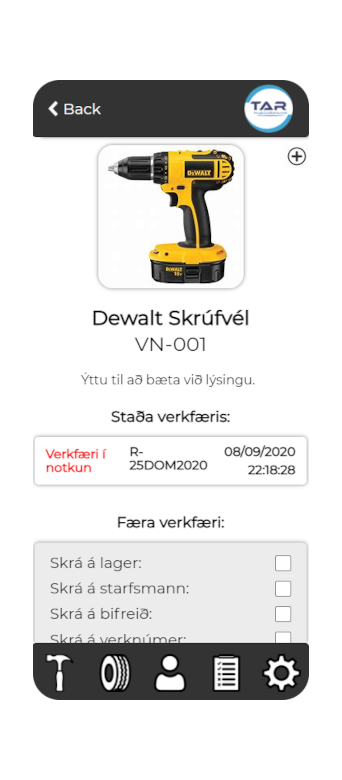 Back
TAR
DEWALT
DEWALT
Dewalt Skrúfvél
VN-001
Ýttu til að bæta við lýsingu.
Staða verkfæris:
Verkfæri í
notkun
R-
25DOM2020
08/09/2020
22:18:28
Færa verkfæri:
Skrá á lager:
Skrá á starfsmann:
Skrá á bifreið:
Skrá á verknúmer: